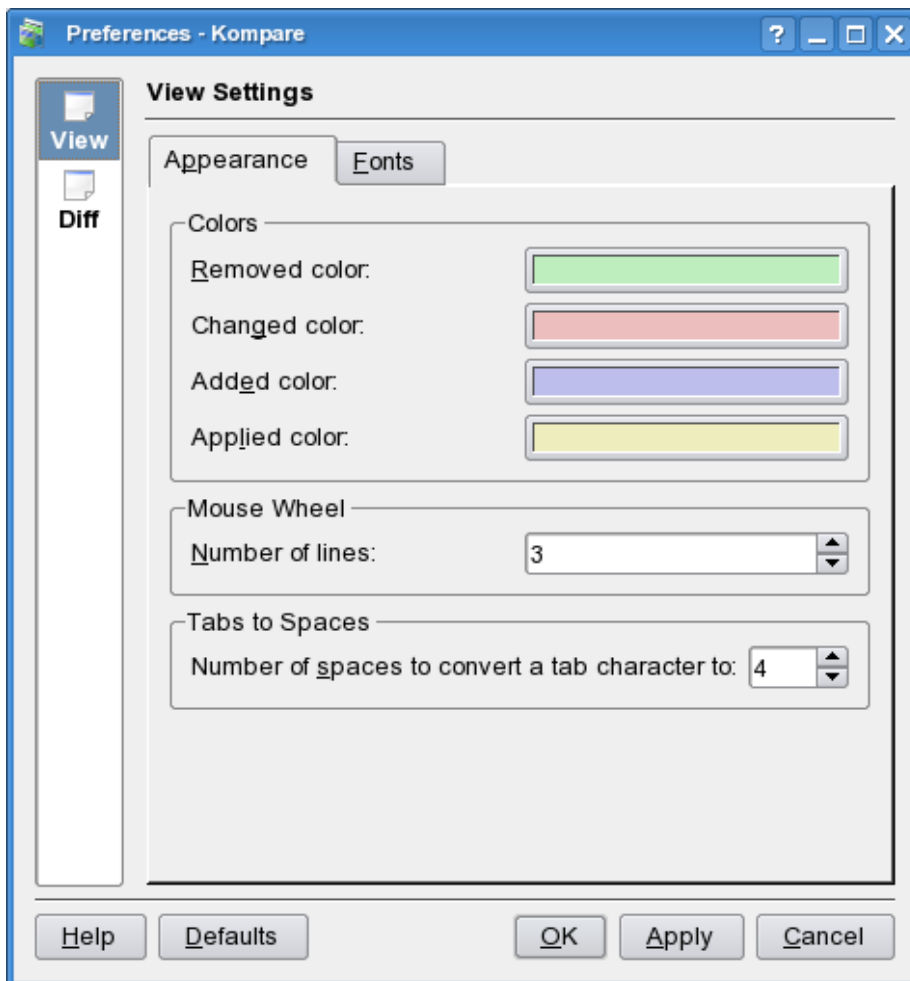 Preferences - Kompare ?
View Settings
View
Appearance Fonts
Diff
Colors
Removed color:
Changed color:
Added color:
Applied color:
Mouse Wheel
Number of lines: 3
Tabs to Spaces
Number of spaces to convert a tab character to: 4
Help Defaults OK Apply Cancel